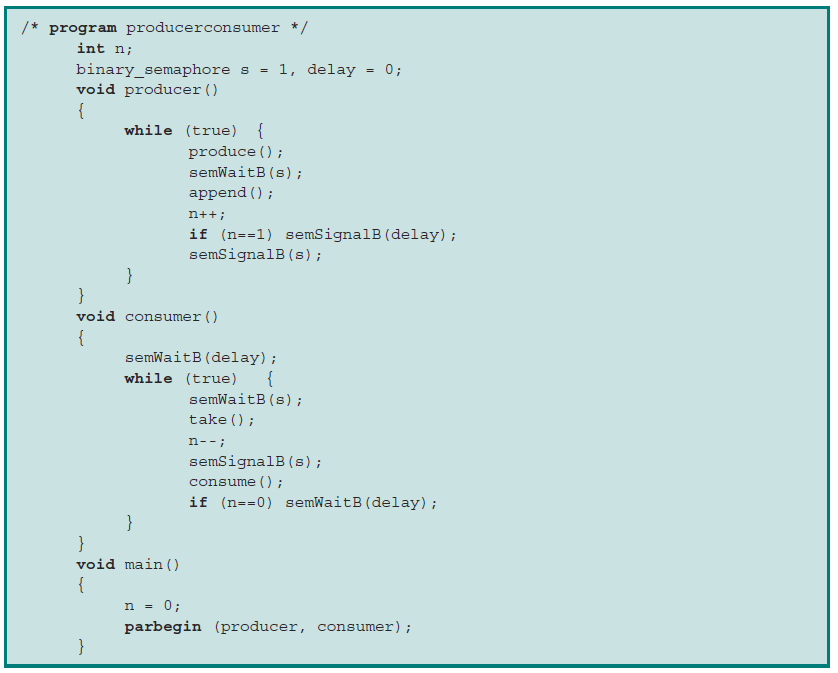 /* program producerconsumer */
int n;
binary_semaphore s = 1, delay = 0;
void producer()
{
while (true) {
produce();
semWaitB(s);
append();
n++;
if (n==1) semSignalB(delay);
semSignalB(s);
}
}
void consumer()
{
semWaitB(delay);
while (true) {
semWaitB(s);
take();
n--;
semSignalB(s);
consume();
if (n==0) semWaitB(delay);
}
}
void main()
{
n = 0;
parbegin (producer, consumer);
}